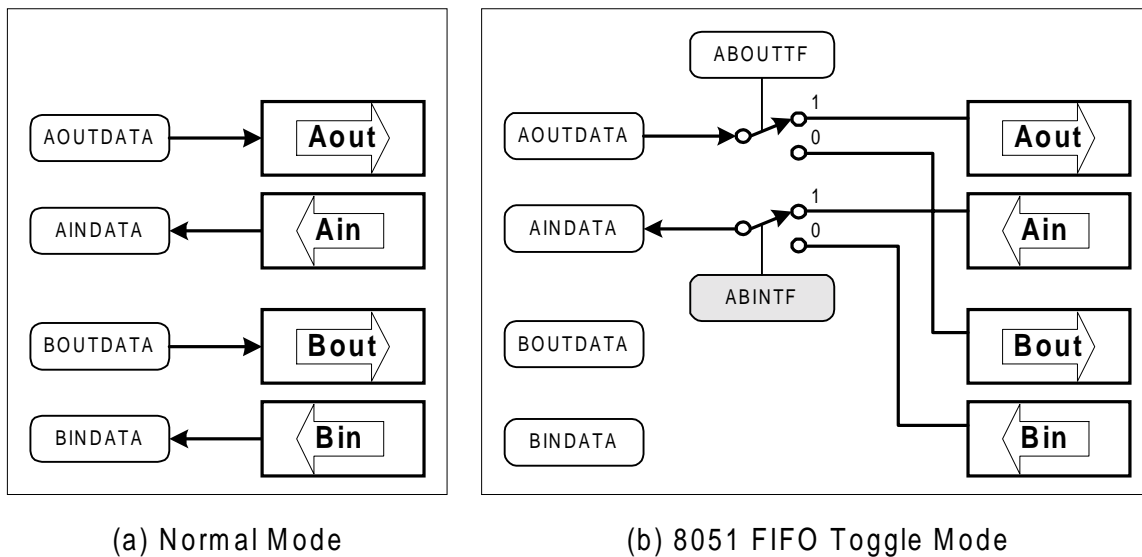 AOUTDATA
Aout
AINDATA
Ain
BOUTDATA
Bout
BINDATA
Bin
(a) Normal Mode
ABOUTTF
AOUTDATA
1
0
Aout
AINDATA
1
0
Ain
ABINTF
BOUTDATA
Bout
BINDATA
Bin
(b) 8051 FIFO Toggle Mode